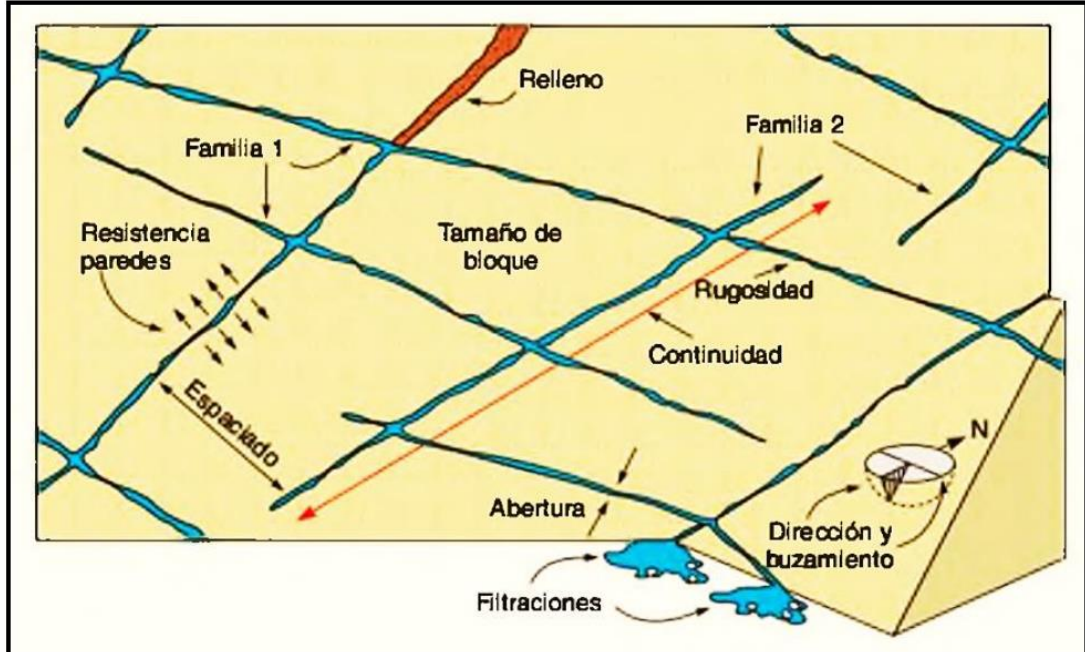 Relleno
Familia 1
Familia 2
Resistencia
paredes
Tamaño de
bloque
Rugosidad
Continuidad
Espaciado
N
Abertura
Dirección y
buzamiento
Filtraciones